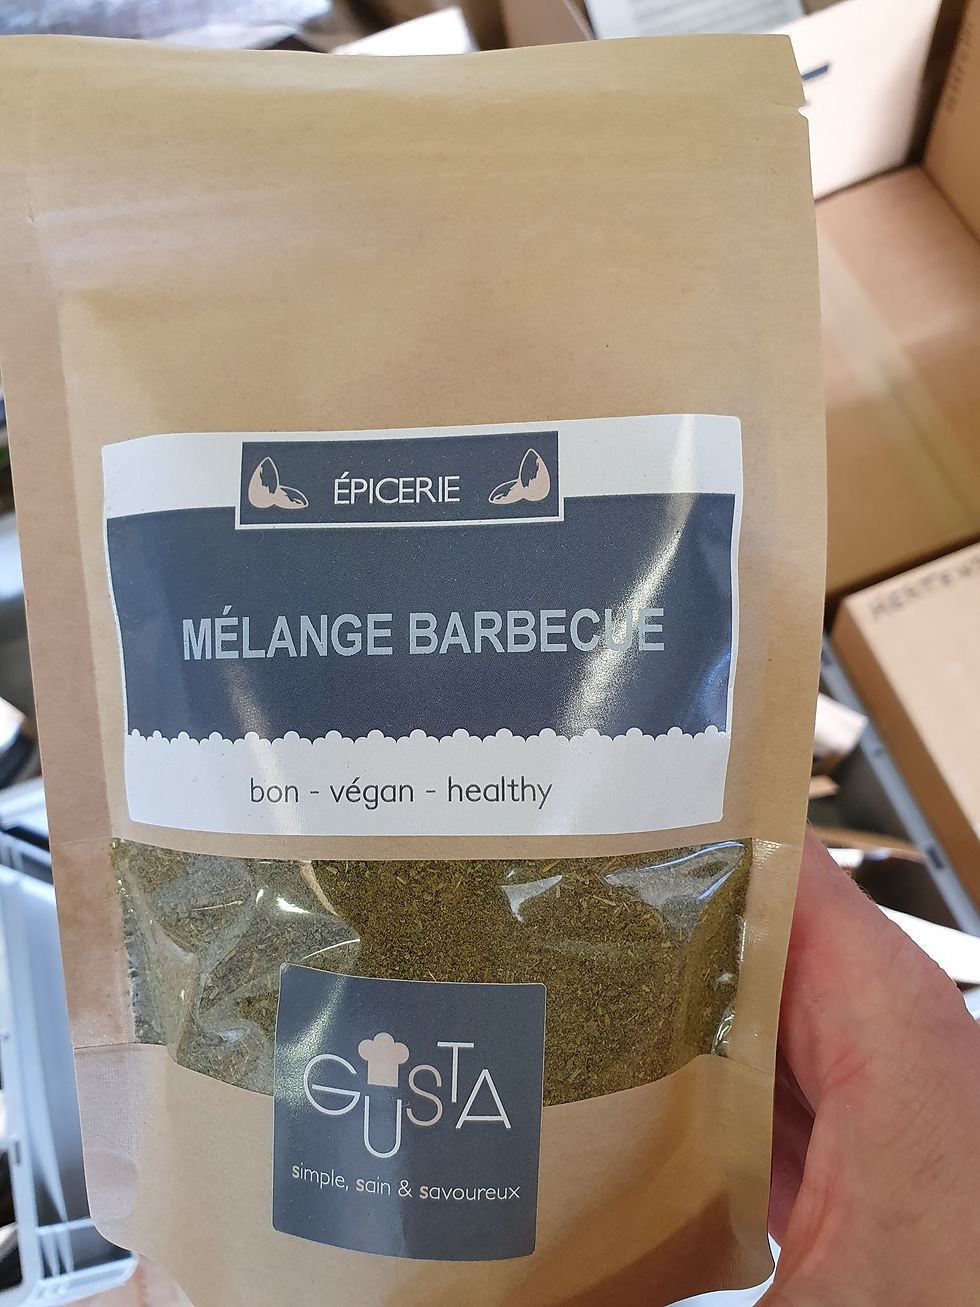 ÉPICERIE
MÉLANGE BARBECUE
bon - végan - healthy
GUSTA
simple, sain & savoureux